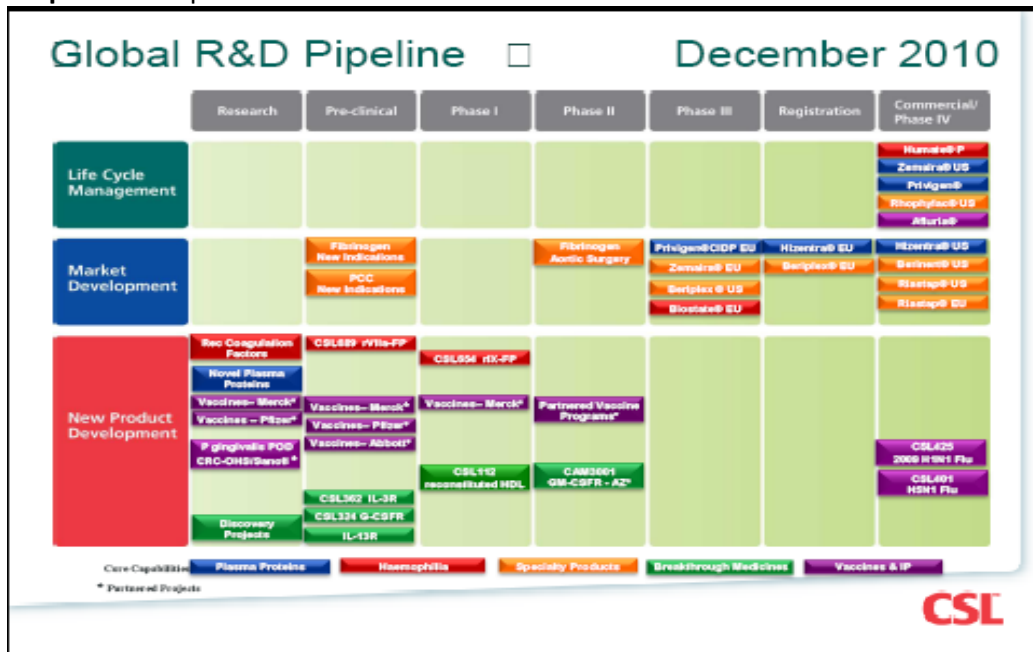 Global R&D Pipeline □ December 2010
Research Pre-clinical Phase I Phase II Phase III Registration Commercial/
Phase IV
Life Cycle
Management
Humate® P
Zemaira® US
Privigen®
Rhophylac® US
Afluria®
Market
Development
Fibrinogen
New Indications
PCC
New Indications
Fibrinogen
Aortic Surgery
Privigen® CIDP EU
Zemaira® EU
Beriplex ® US
Biostate® EU
Hizentra® EU
Beriplex® EU
Hizentra® US
Berinert® US
Riastap® US
Riastap® EU
New Product
Development
Rec Coagulation
Factors
Novel Plasma
Proteins
Vaccines– Merck*
Vaccines – Pfizer*
P gingivalis POD
CRC-OHS/Sanofi *
Discovery
Projects
CSL689 rVIIa-FP
Vaccines– Merck*
Vaccines– Pfizer*
Vaccines– Abbott*
CSL362 IL-3R
CSL324 G-CSFR
IL-13R
CSL654 rIX-FP
Vaccines– Merck*
CSL112
reconstituted HDL
Partnered Vaccine
Programs*
CAM3001
GM-CSFR - AZ*
CSL425
2009 H1N1 Flu
CSL401
H5N1 Flu
Core Capabilities Plasma Proteins Haemophilia Specialty Products Breakthrough Medicines Vaccines & IP
* Partnered Projects
CSL